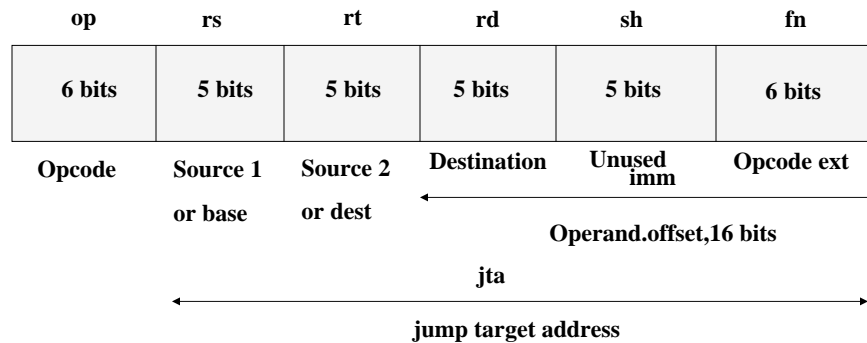 op rs rt rd sh fn
6 bits 5 bits 5 bits 5 bits 5 bits 6 bits
Opcode Source 1 Source 2 Destination Unused Opcode ext
imm
or base or dest
Operand.offset,16 bits
jta
jump target address